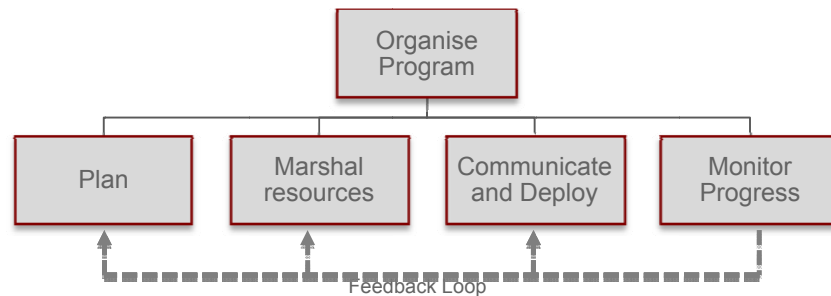 Organise
Program
Plan
Marshal
resources
Communicate
and Deploy
Monitor
Progress
Feedback Loop